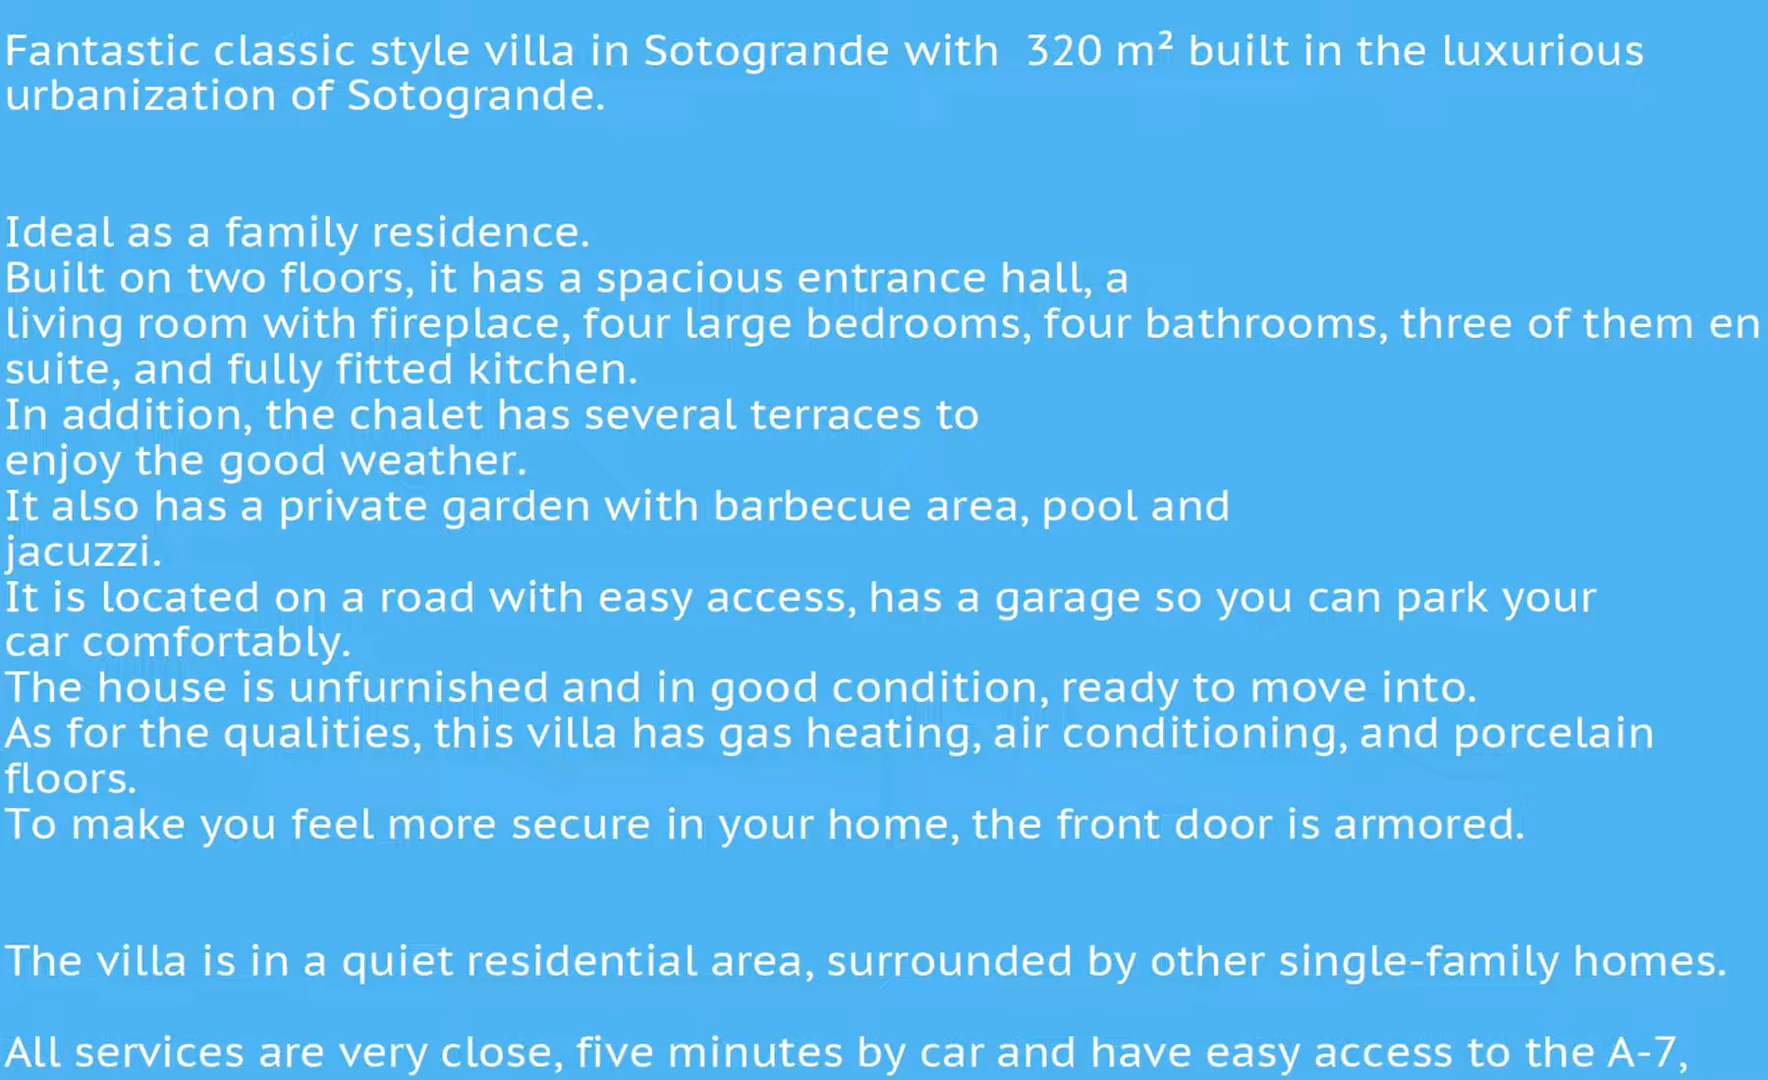 Fantastic classic style villa in Sotogrande with  320 m² built in the luxurious
urbanization of Sotogrande.
Ideal as a family residence.
Built on two floors, it has a spacious entrance hall, a
living room with fireplace, four large bedrooms, four bathrooms, three of them en
suite, and fully fitted kitchen.
In addition, the chalet has several terraces to
enjoy the good weather.
It also has a private garden with barbecue area, pool and
jacuzzi.
It is located on a road with easy access, has a garage so you can park your
car comfortably.
The house is unfurnished and in good condition, ready to move into.
As for the qualities, this villa has gas heating, air conditioning, and porcelain
floors.
To make you feel more secure in your home, the front door is armored.
The villa is in a quiet residential area, surrounded by other single-family homes.
All services are very close, five minutes by car and have easy access to the A-7,